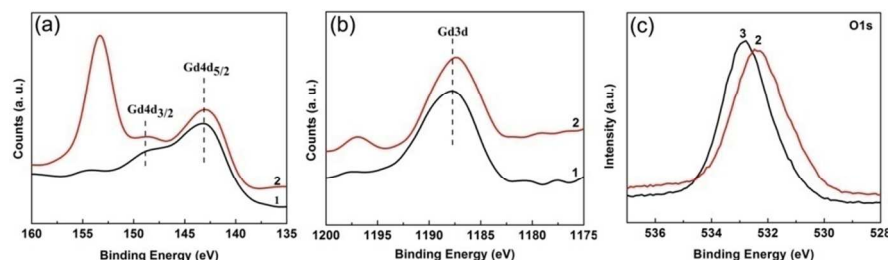 (a)
Counts (a. u.)
Gd4d3/2
Gd4d5/2
2
1
160 155 150 145 140 135
Binding Energy (eV)
(b)
Counts (a. u.)
Gd3d
2
1
1200 1195 1190 1185 1180 1175
Binding Energy (eV)
(c)
O1s
Intensity (a.u.)
3 2
536 534 532 530 528
Binding Energy (eV)